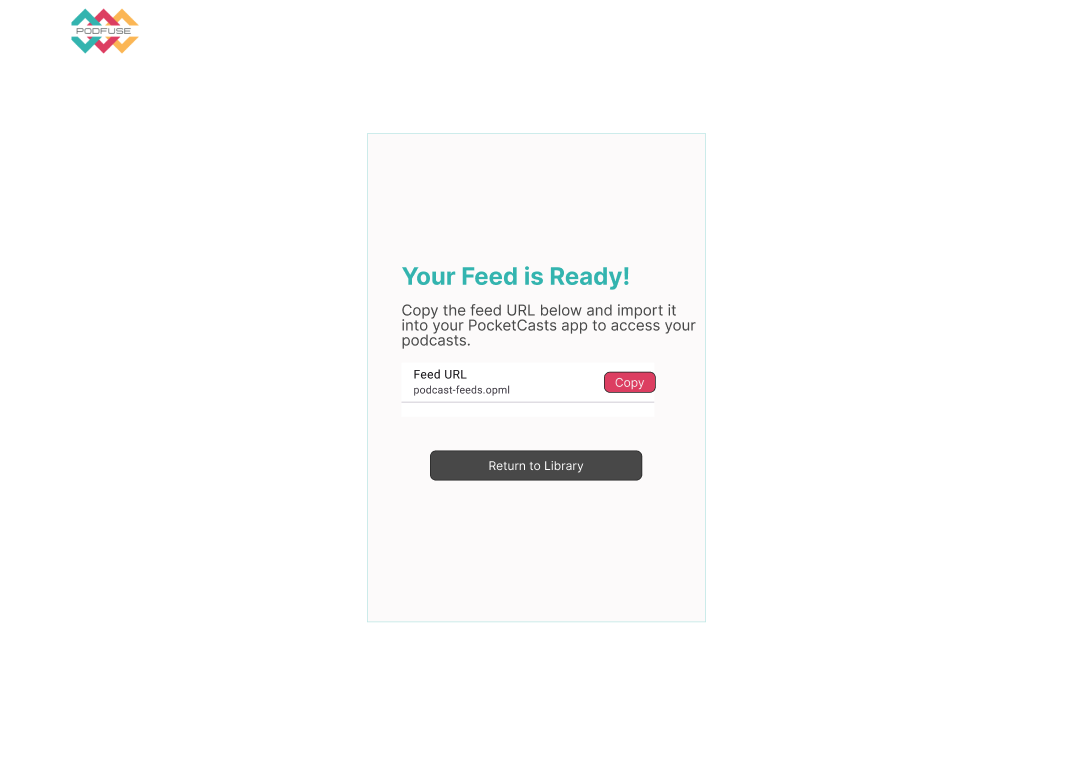 PODFUSE
Your Feed is Ready!
Copy the feed URL below and import it
into your PocketCasts app to access your
podcasts.
Feed URL
podcast-feeds.opml
Copy
Return to Library